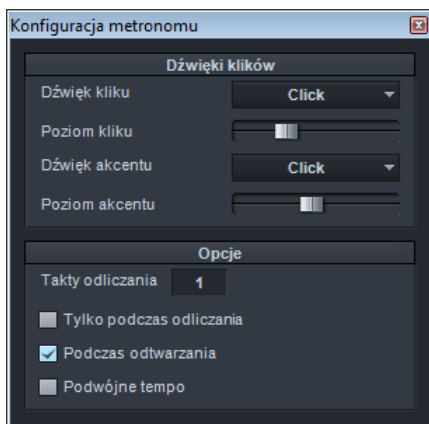 Konfiguracja metronomu
Dźwięki klików
Dźwięk kliku Click
Poziom kliku
Dźwięk akcentu Click
Poziom akcentu
Opcje
Takty odliczania 1
Tylko podczas odliczania
Podczas odtwarzania
Podwójne tempo